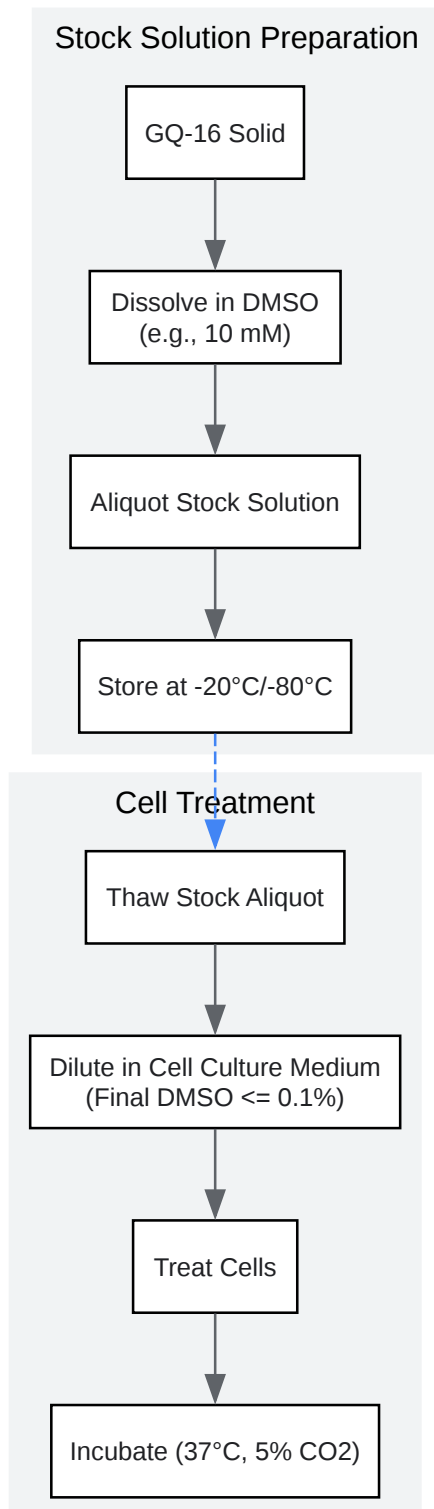 Stock Solution Preparation
GQ-16 Solid
Dissolve in DMSO
(e.g., 10 mM)
Aliquot Stock Solution
Store at -20°C/-80°C
Cell Treatment
Thaw Stock Aliquot
Dilute in Cell Culture Medium
(Final DMSO <= 0.1%)
Treat Cells
Incubate (37°C, 5% CO2)